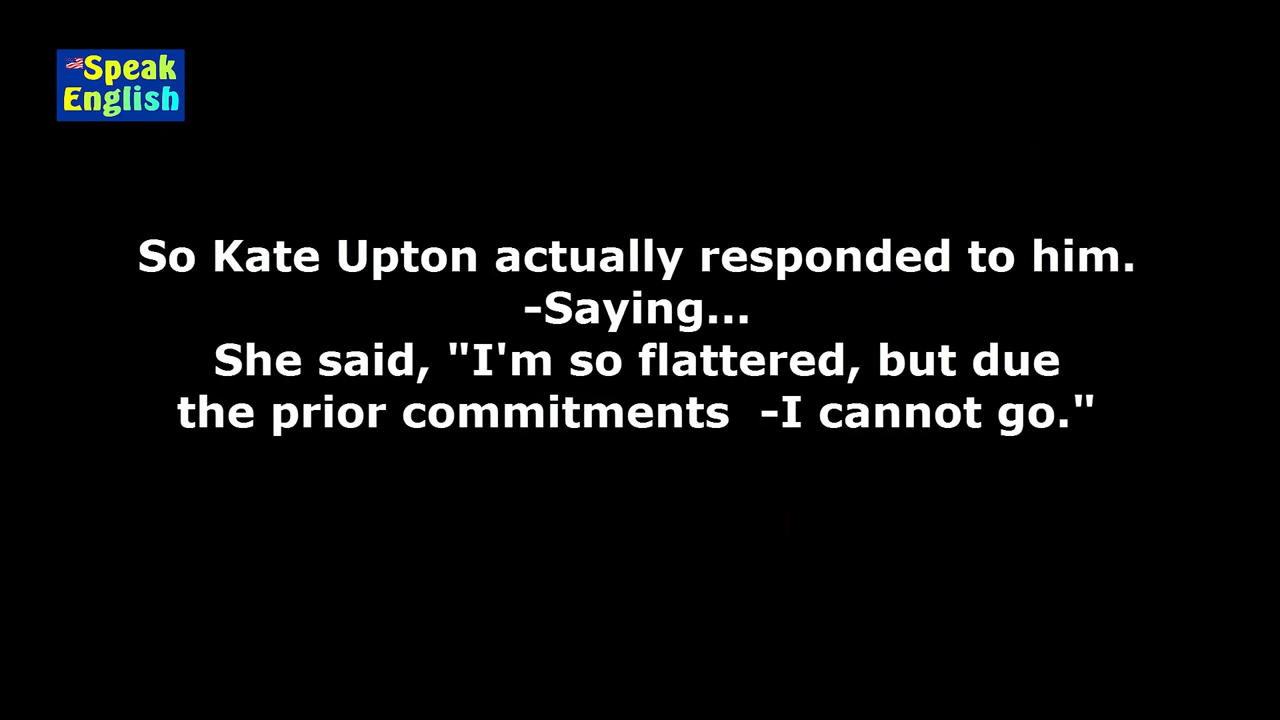 Speak
English
So Kate Upton actually responded to him.
-Saying...
She said, "I'm so flattered, but due
the prior commitments  -I cannot go."